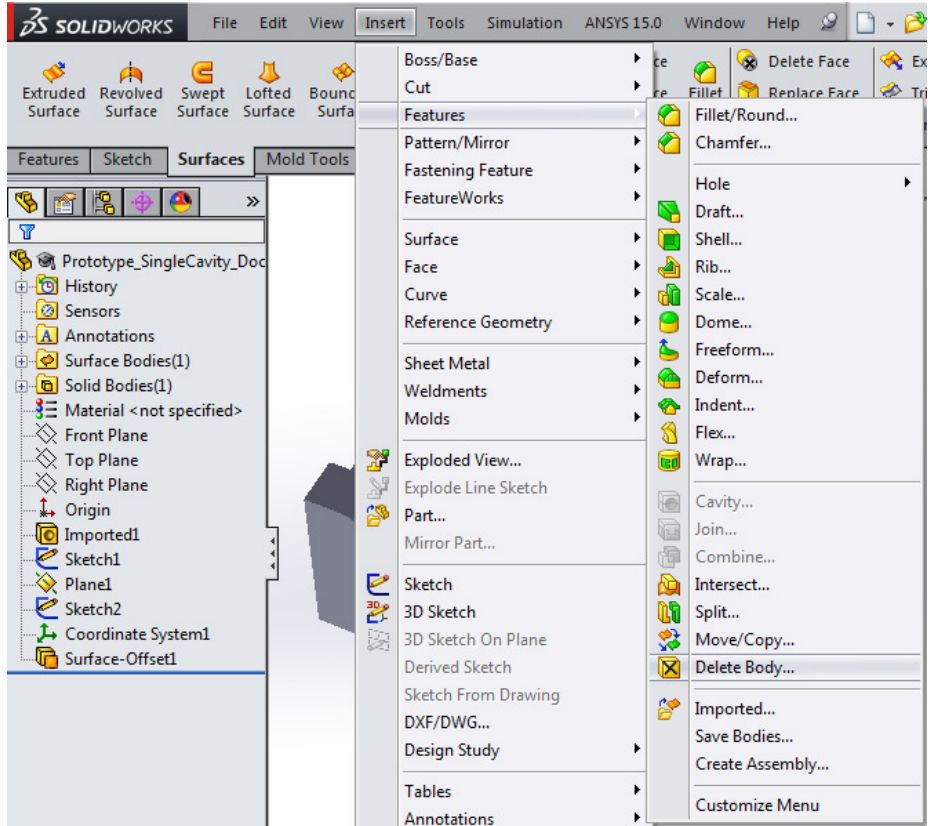 SOLIDWORKS File Edit View Insert Tools Simulation ANSYS 15.0 Window Help
Extruded Surface
Revolved Surface
Swept Surface
Lofted Surface
Delete Face
Fillet
Replace Face
Features Sketch Surfaces Mold Tools
Prototype_SingleCavity_Doc
History
Sensors
Annotations
Surface Bodies(1)
Solid Bodies(1)
Material <not specified>
Front Plane
Top Plane
Right Plane
Origin
Imported1
Sketch1
Plane1
Sketch2
Coordinate System1
Surface-Offset1
Boss/Base
Cut
Features
Pattern/Mirror
Fastening Feature
FeatureWorks
Surface
Face
Curve
Reference Geometry
Sheet Metal
Weldments
Molds
Exploded View...
Explode Line Sketch
Part...
Mirror Part...
Sketch
3D Sketch
3D Sketch On Plane
Derived Sketch
Sketch From Drawing
DXF/DWG...
Design Study
Tables
Annotations
Fillet/Round...
Chamfer...
Hole
Draft...
Shell...
Rib...
Scale...
Dome...
Freeform...
Deform...
Indent...
Flex...
Wrap...
Cavity...
Join...
Combine...
Intersect...
Split...
Move/Copy...
Delete Body...
Imported...
Save Bodies...
Create Assembly...
Customize Menu